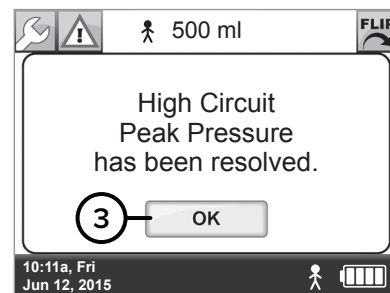 500 ml
FLIP
High Circuit
Peak Pressure
has been resolved.
3
OK
10:11a, Fri
Jun 12, 2015